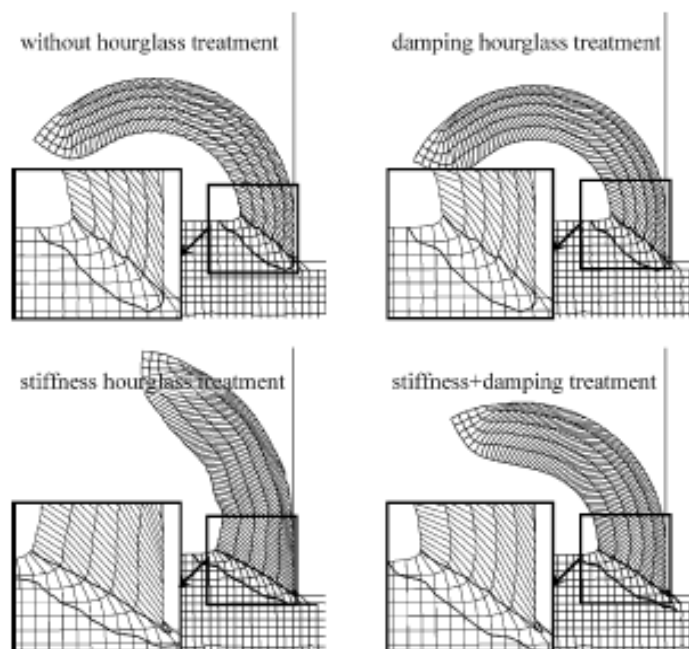 without hourglass treatment
damping hourglass treatment
stiffness hourglass treatment
stiffness+damping treatment